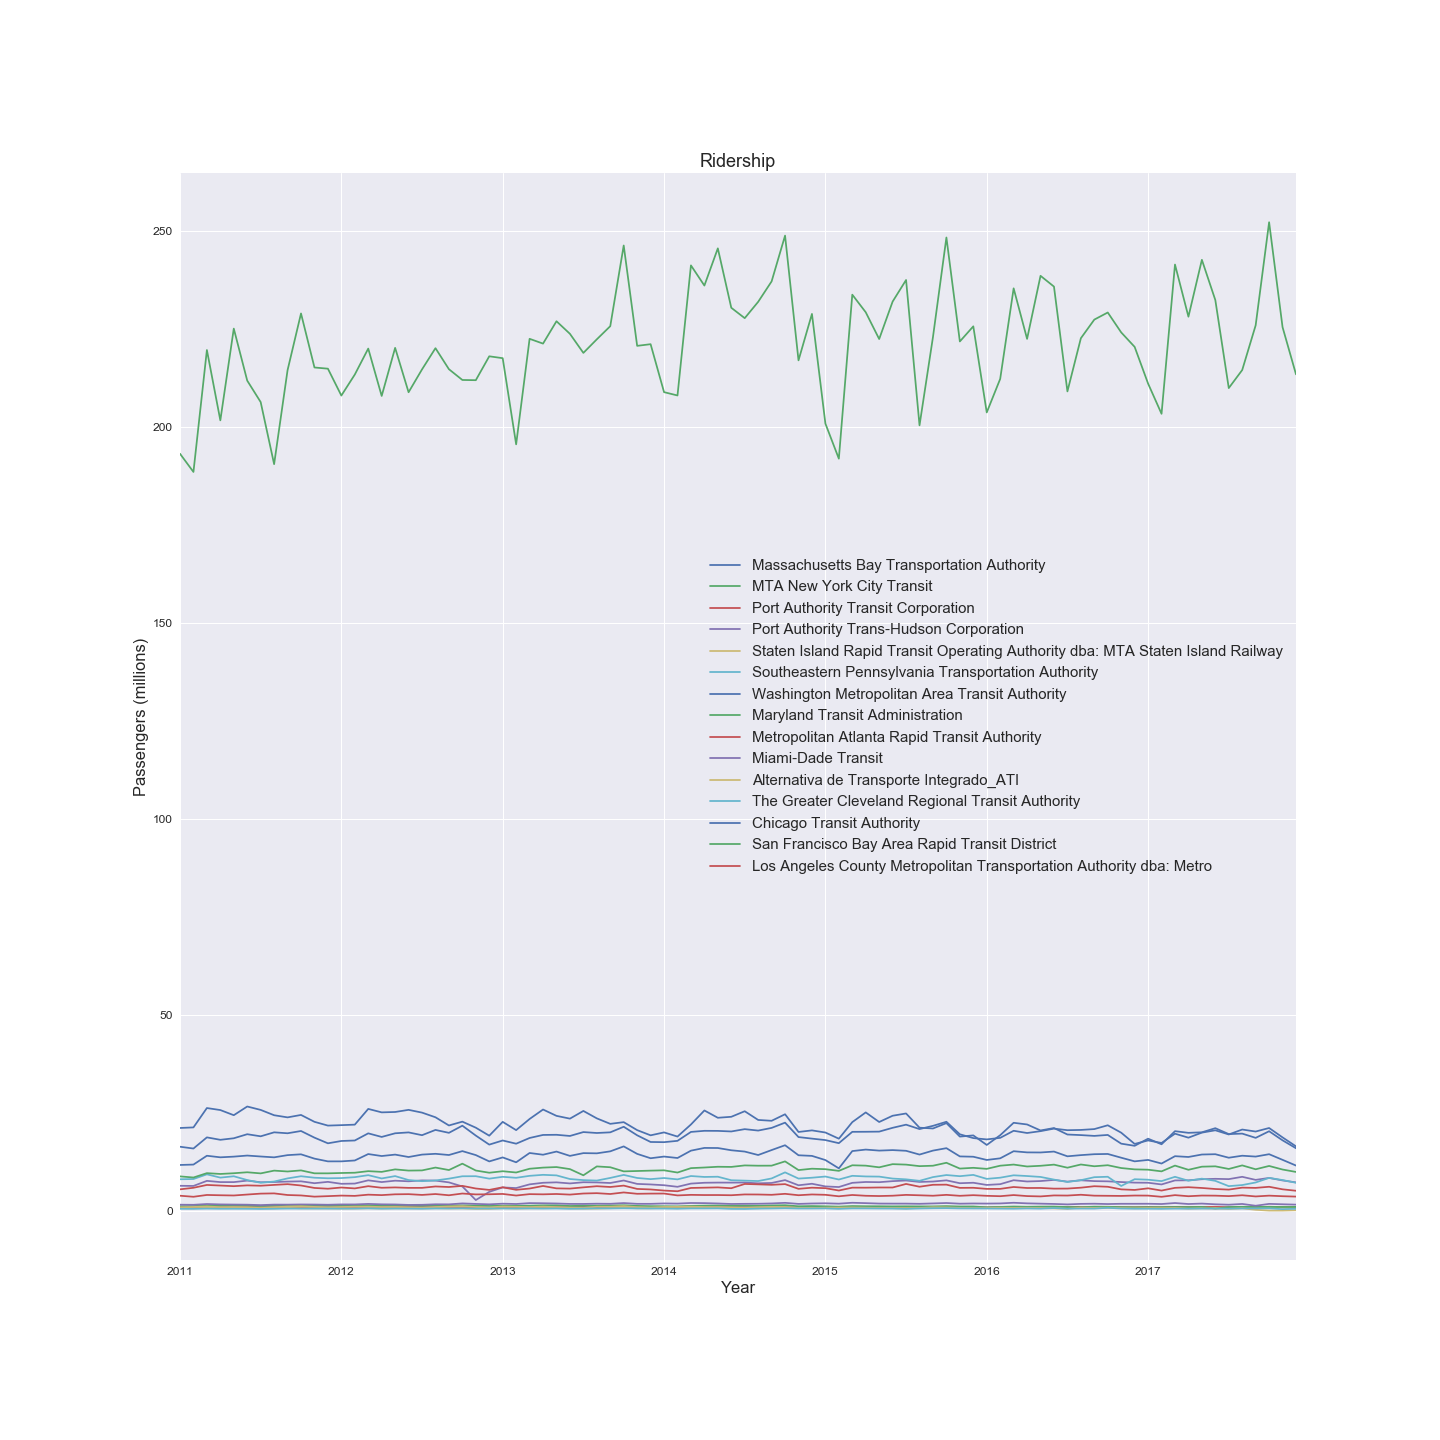 Ridership
250
200
150
100
50
0
Passengers (millions)
Massachusetts Bay Transportation Authority
MTA New York City Transit
Port Authority Transit Corporation
Port Authority Trans-Hudson Corporation
Staten Island Rapid Transit Operating Authority dba: MTA Staten Island Railway
Southeastern Pennsylvania Transportation Authority
Washington Metropolitan Area Transit Authority
Maryland Transit Administration
Metropolitan Atlanta Rapid Transit Authority
Miami-Dade Transit
Alternativa de Transporte Integrado_ATI
The Greater Cleveland Regional Transit Authority
Chicago Transit Authority
San Francisco Bay Area Rapid Transit District
Los Angeles County Metropolitan Transportation Authority dba: Metro
2011 2012 2013 2014 2015 2016 2017
Year